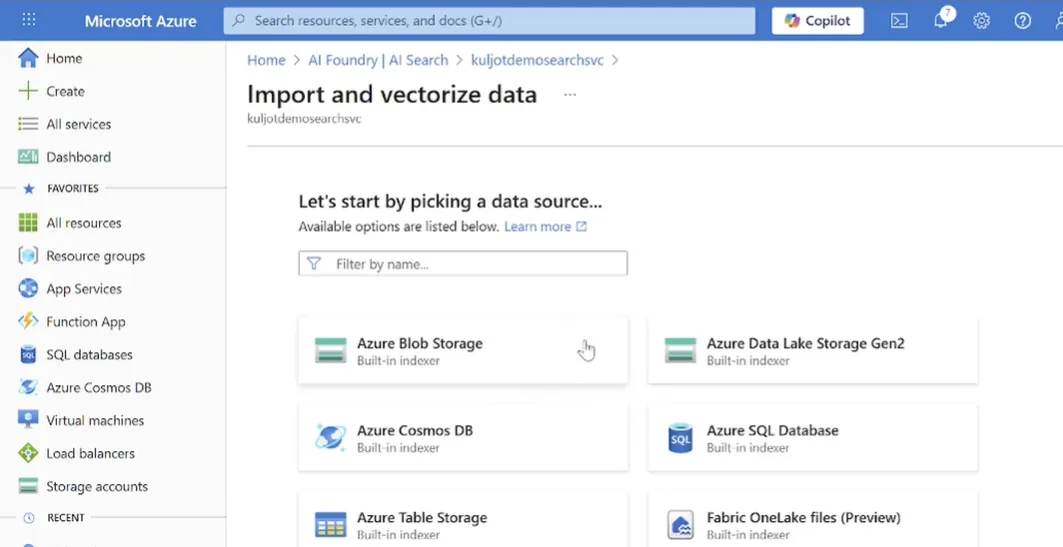 Microsoft Azure
Search resources, services, and docs (G+/)
Copilot
7
Home
Create
All services
Dashboard
FAVORITES
All resources
Resource groups
App Services
Function App
SQL databases
Azure Cosmos DB
Virtual machines
Load balancers
Storage accounts
RECENT
Home > AI Foundry | AI Search > kuljotdemosearchsvc >
Import and vectorize data ...
kuljotdemosearchsvc
Let's start by picking a data source...
Available options are listed below. Learn more
Filter by name...
Azure Blob Storage
Built-in indexer
Azure Data Lake Storage Gen2
Built-in indexer
Azure Cosmos DB
Built-in indexer
SQL
Azure SQL Database
Built-in indexer
Azure Table Storage
Built-in indexer
Fabric OneLake files (Preview)
Built-in indexer